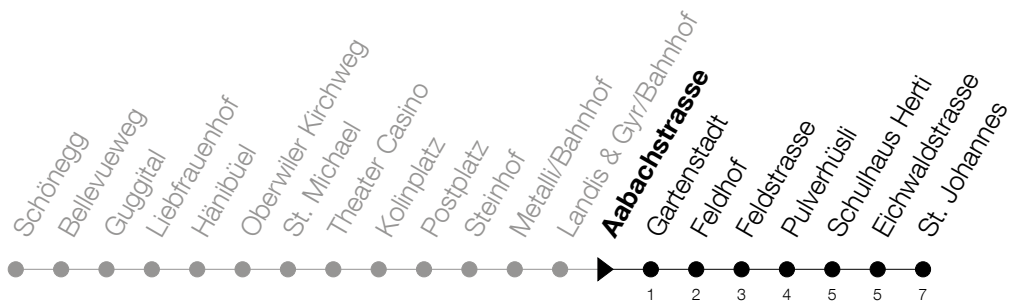 Schönegg
Bellevueweg
Guggital
Liebfrauenhof
Hänibüel
Oberwiler Kirchweg
St. Michael
Theater Casino
Kolinplatz
Postplatz
Steinhof
Metalli/Bahnhof
Landis & Gyr/Bahnhof
Aabachstrasse
Gartenstadt
Feldhof
Feldstrasse
Pulverhüsli
Schulhaus Herti
Eichwaldstrasse
St. Johannes
1 2 3 4 5 5 7